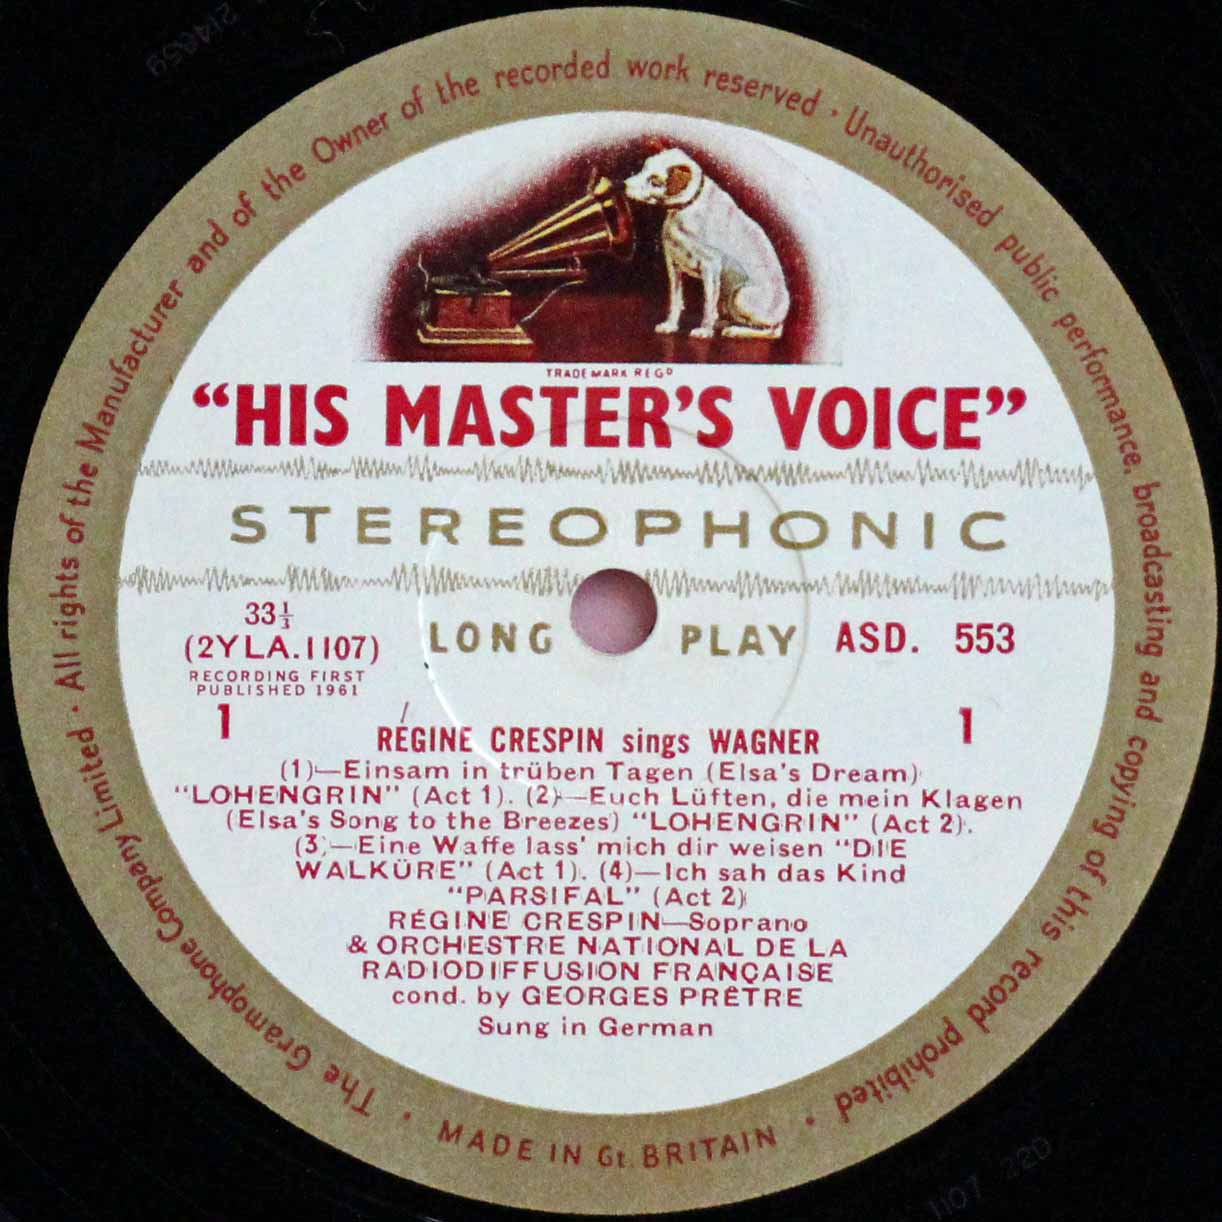 The Gramophone Company Limited · All rights of the Manufacturer and of the Owner of the recorded work reserved · Unauthorised public performance, broadcasting and copying of this record prohibited ·
TRADE MARK REGD
“HIS MASTER'S VOICE”
STEREOPHONIC
33⅓
(2YLA.1107)
RECORDING FIRST
PUBLISHED 1961
LONG PLAY ASD. 553
1 1
RÉGINE CRESPIN sings WAGNER
(1)—Einsam in trüben Tagen (Elsa's Dream)
“LOHENGRIN” (Act 1). (2)—Euch Lüften, die mein Klagen
(Elsa's Song to the Breezes) “LOHENGRIN” (Act 2).
(3)—Eine Waffe lass' mich dir weisen “DIE
WALKÜRE” (Act 1). (4)—Ich sah das Kind
“PARSIFAL” (Act 2)
RÉGINE CRESPIN—Soprano
& ORCHESTRE NATIONAL DE LA
RADIODIFFUSION FRANÇAISE
cond. by GEORGES PRÊTRE
Sung in German
MADE IN Gt. BRITAIN
1107 220